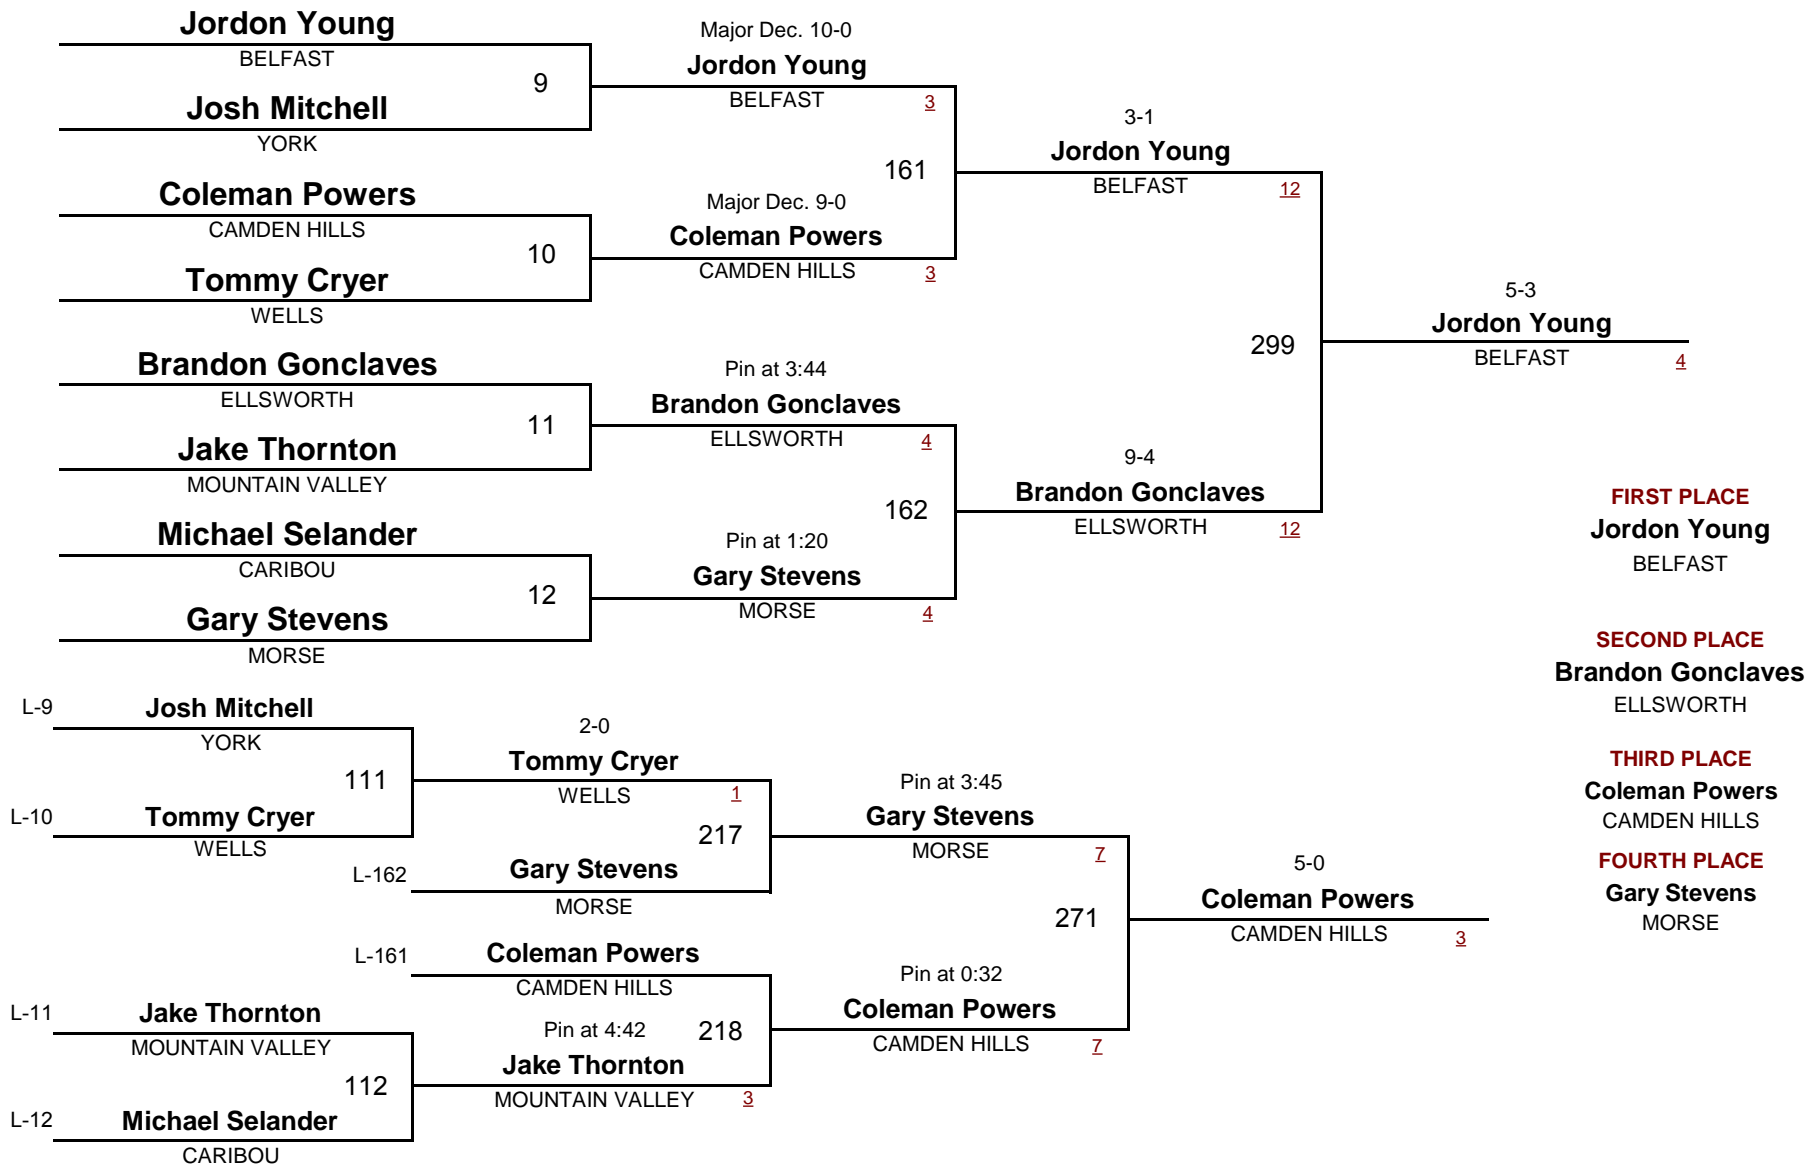 Jordon Young
BELFAST
9
Josh Mitchell
YORK
Coleman Powers
CAMDEN HILLS
10
Tommy Cryer
WELLS
Brandon Gonclaves
ELLSWORTH
11
Jake Thornton
MOUNTAIN VALLEY
Michael Selander
CARIBOU
12
Gary Stevens
MORSE
Major Dec. 10-0
Jordon Young
BELFAST 3
161
Major Dec. 9-0
Coleman Powers
CAMDEN HILLS 3
Pin at 3:44
Brandon Gonclaves
ELLSWORTH 4
162
Pin at 1:20
Gary Stevens
MORSE 4
3-1
Jordon Young
BELFAST 12
299
9-4
Brandon Gonclaves
ELLSWORTH 12
5-3
Jordon Young
BELFAST 4
FIRST PLACE
Jordon Young
BELFAST
SECOND PLACE
Brandon Gonclaves
ELLSWORTH
THIRD PLACE
Coleman Powers
CAMDEN HILLS
FOURTH PLACE
Gary Stevens
MORSE
L-9 Josh Mitchell
YORK
111
L-10 Tommy Cryer
WELLS
2-0
Tommy Cryer
WELLS 1
217
L-162 Gary Stevens
MORSE
L-161 Coleman Powers
CAMDEN HILLS
218
Pin at 4:42
Jake Thornton
MOUNTAIN VALLEY 3
L-11 Jake Thornton
MOUNTAIN VALLEY
112
L-12 Michael Selander
CARIBOU
Pin at 3:45
Gary Stevens
MORSE 7
271
Pin at 0:32
Coleman Powers
CAMDEN HILLS 7
5-0
Coleman Powers
CAMDEN HILLS 3